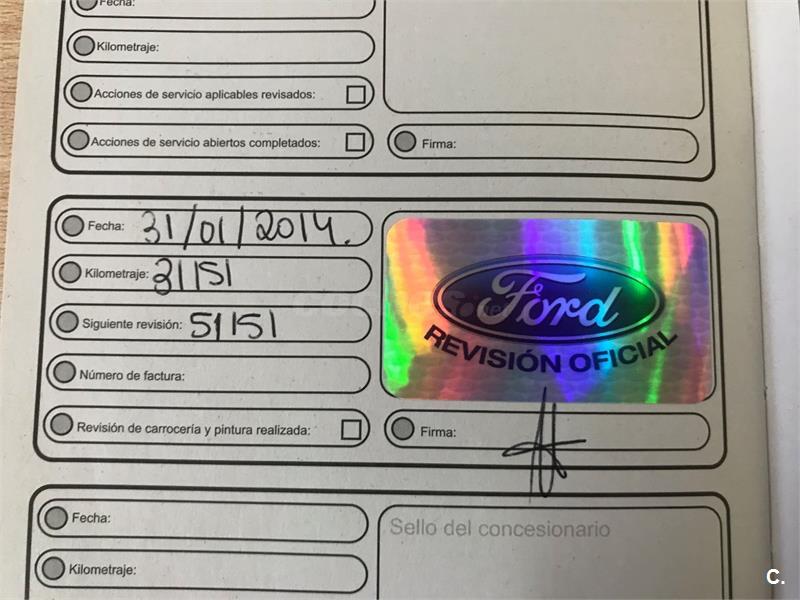 Fecha:
Kilometraje:
Acciones de servicio aplicables revisados:
Acciones de servicio abiertos completados:
Firma:
Fecha: 31/01/2014.
Kilometraje: 31151
Siguiente revisión: 51151
Número de factura:
Revisión de carrocería y pintura realizada:
Ford
REVISIÓN OFICIAL
Firma:
Fecha:
Kilometraje:
Sello del concesionario
C.